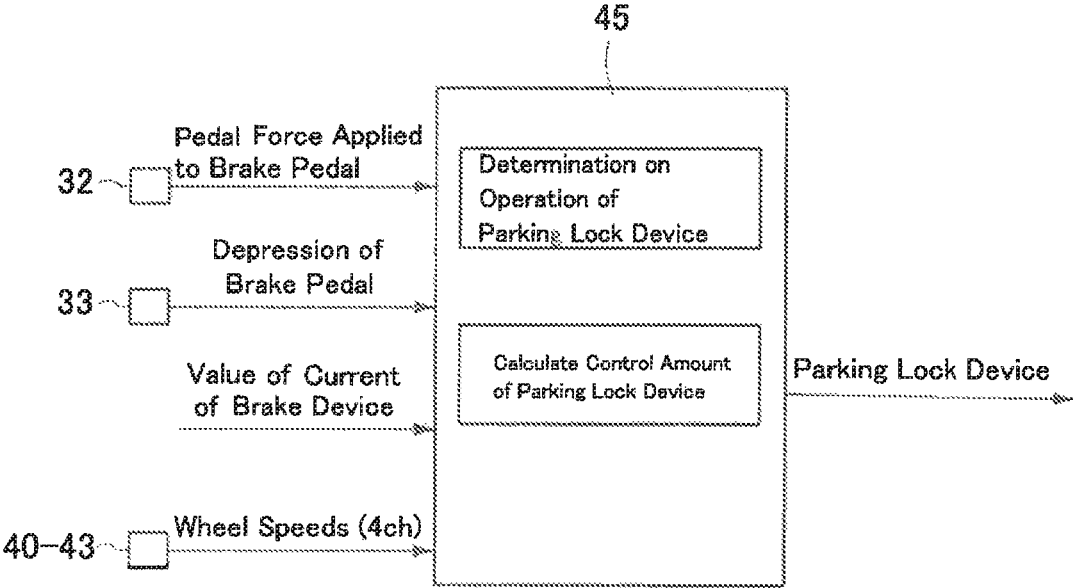 45
Pedal Force Applied
to Brake Pedal
32
Depression of
Brake Pedal
33
Value of Current
of Brake Device
Wheel Speeds (4ch)
40-43
Determination on
Operation of
Parking Lock Device
Calculate Control Amount
of Parking Lock Device
Parking Lock Device